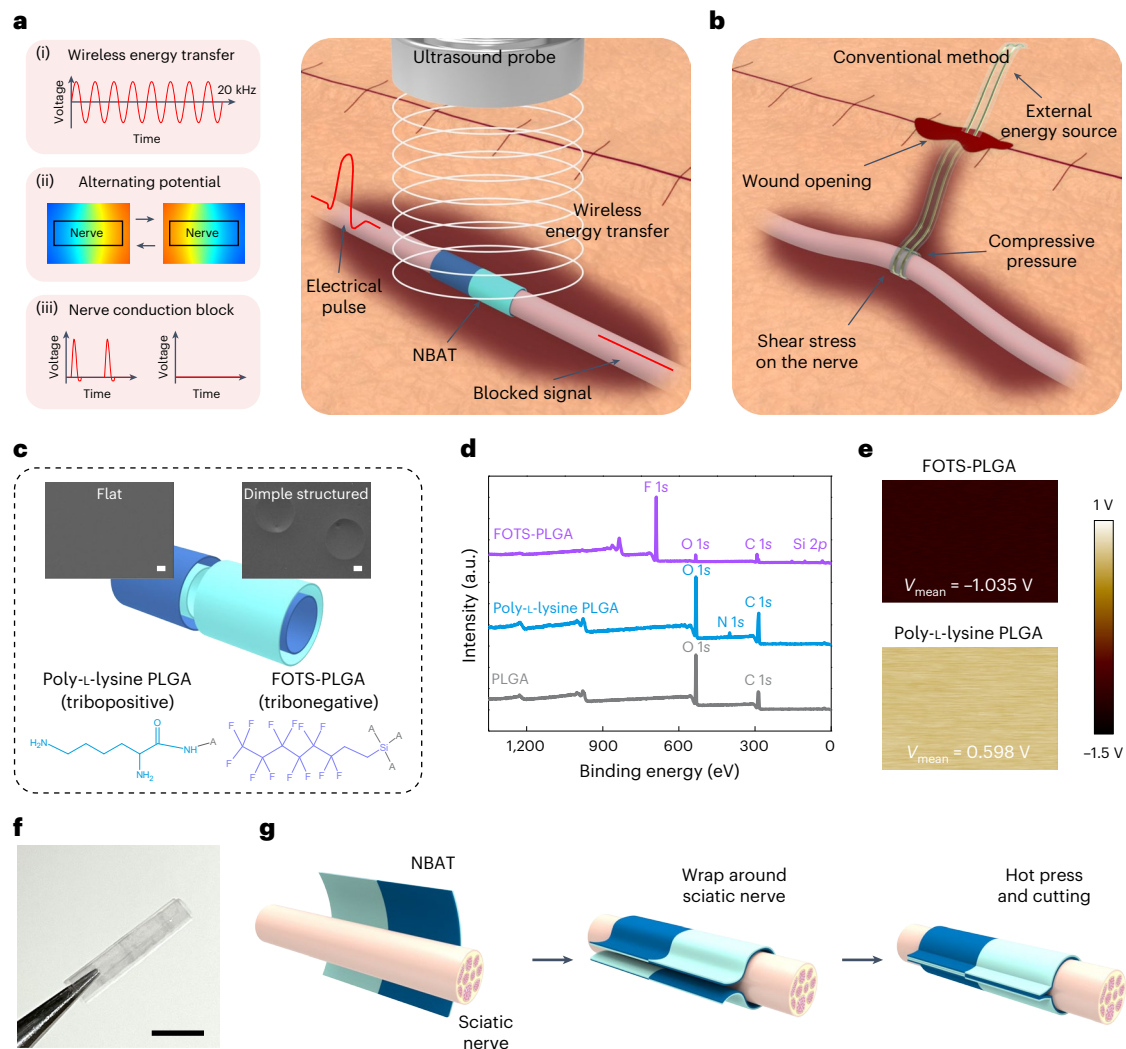 a
(i)
Wireless energy transfer
Voltage
20 kHz
Time
(ii)
Alternating potential
Nerve
Nerve
(iii)
Nerve conduction block
Voltage
Time
Voltage
Time
Ultrasound probe
Wireless
energy transfer
Electrical
pulse
NBAT
Blocked signal
b
Conventional method
External
energy source
Wound opening
Compressive
pressure
Shear stress
on the nerve
c
Flat
Dimple structured
Poly-L-lysine PLGA
(tribopositive)
FOTS-PLGA
(tribonegative)
H₂N
O
NH
A
NH₂
F
F
F
F
F
F
F
F
F
F
F
F
F
Si
A
A
A
d
Intensity (a.u.)
FOTS-PLGA
F 1s
O 1s
C 1s
Si 2p
Poly-L-lysine PLGA
O 1s
N 1s
C 1s
PLGA
O 1s
C 1s
1200
900
600
300
0
Binding energy (eV)
e
FOTS-PLGA
Vmean = –1.035 V
Poly-L-lysine PLGA
Vmean = 0.598 V
1 V
–1.5 V
f
g
NBAT
Sciatic
nerve
Wrap around
sciatic nerve
Hot press
and cutting